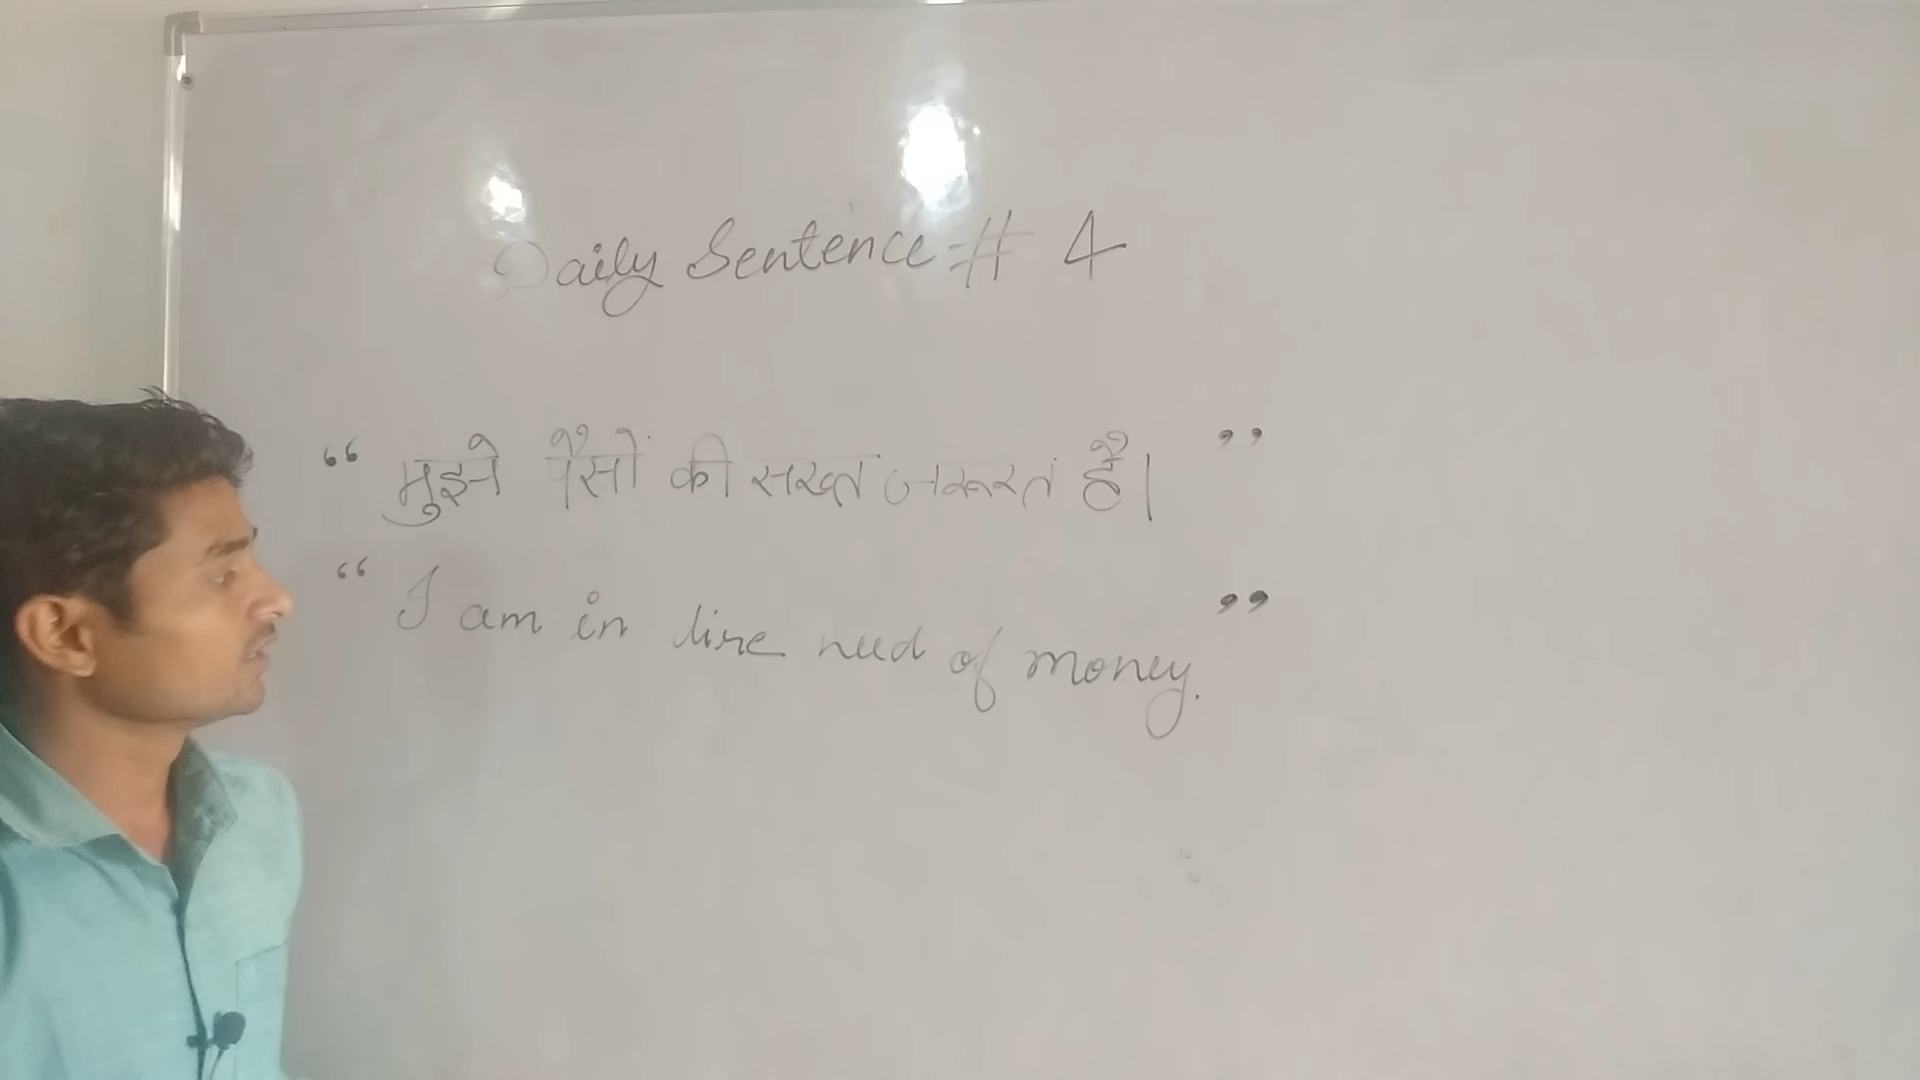 Daily Sentence # 4
“ मुझे पैसों की सख्त जरूरत है। ”
“ I am in dire need of money. ”